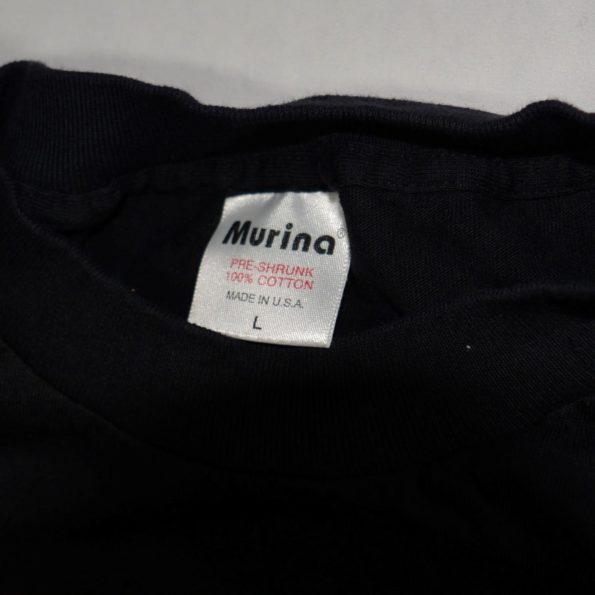 Murina®
PRE-SHRUNK
100% COTTON
MADE IN U.S.A.
L